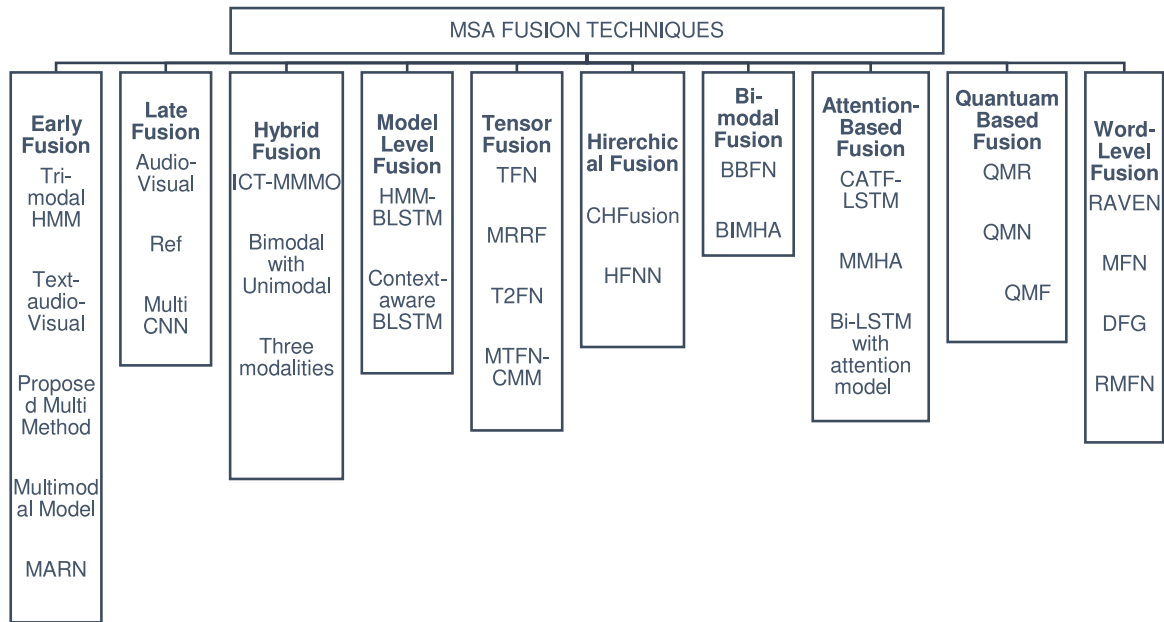 MSA FUSION TECHNIQUES
Early
Fusion
Tri-
modal
HMM
Text-
audio-
Visual
Propose
d Multi
Method
Multimod
al Model
MARN
Late
Fusion
Audio-
Visual
Ref
Multi
CNN
Hybrid
Fusion
ICT-MMMO
Bimodal
with
Unimodal
Three
modalities
Model
Level
Fusion
HMM-
BLSTM
Context-
aware
BLSTM
Tensor
Fusion
TFN
MRRF
T2FN
MTFN-
CMM
Hirerchic
al Fusion
CHFusion
HFNN
Bi-
modal
Fusion
BBFN
BIMHA
Attention-
Based
Fusion
CATF-
LSTM
MMHA
Bi-LSTM
with
attention
model
Quantuam
Based
Fusion
QMR
QMN
QMF
Word-
Level
Fusion
RAVEN
MFN
DFG
RMFN